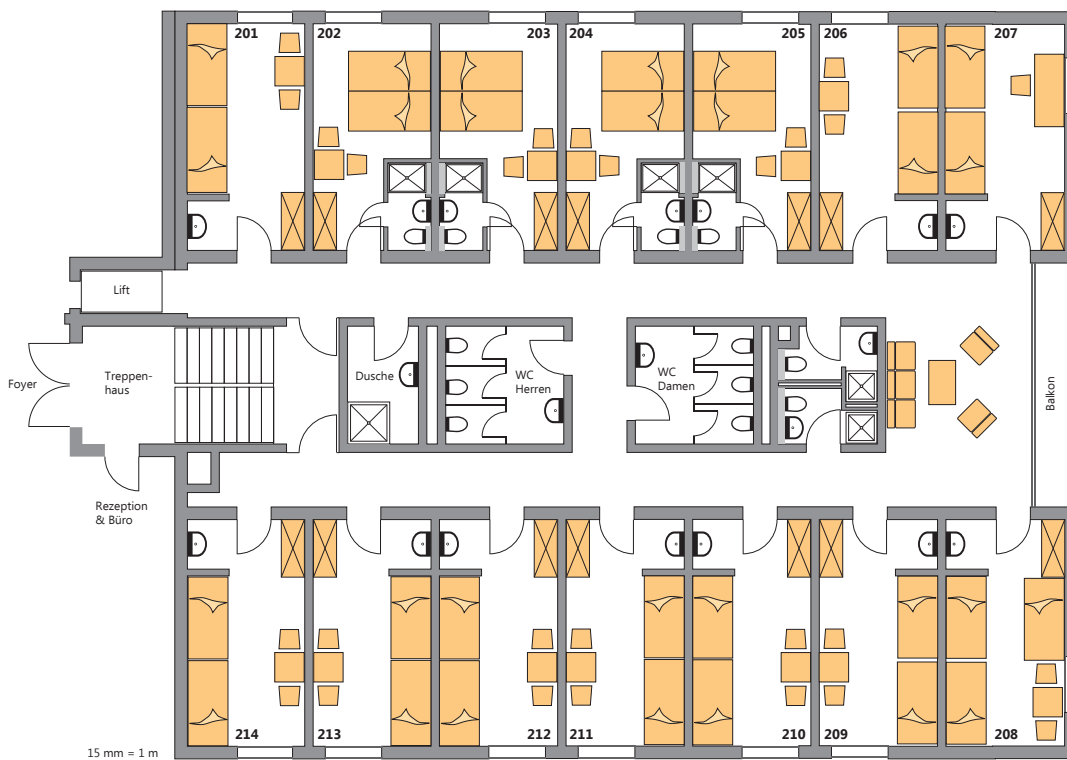 201
202
203
204
205
206
207
Lift
Foyer
Treppen-
haus
Dusche
WC
Herren
WC
Damen
Balkon
Rezeption
& Büro
214
213
212
211
210
209
208
15 mm = 1 m